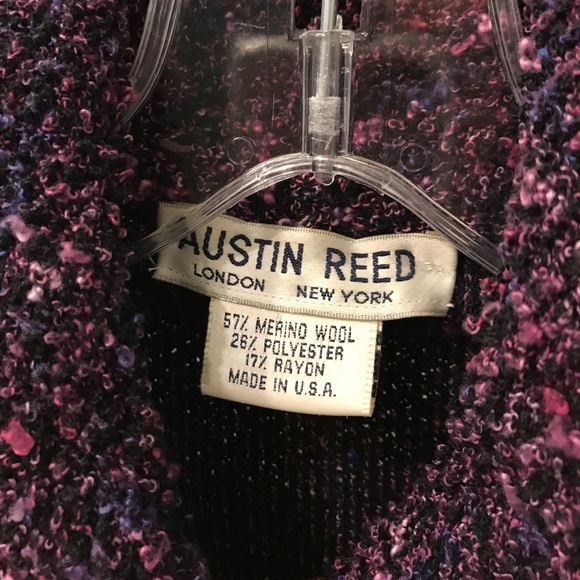 AUSTIN REED
LONDON NEW YORK
57% MERINO WOOL
26% POLYESTER
17% RAYON
MADE IN U.S.A.